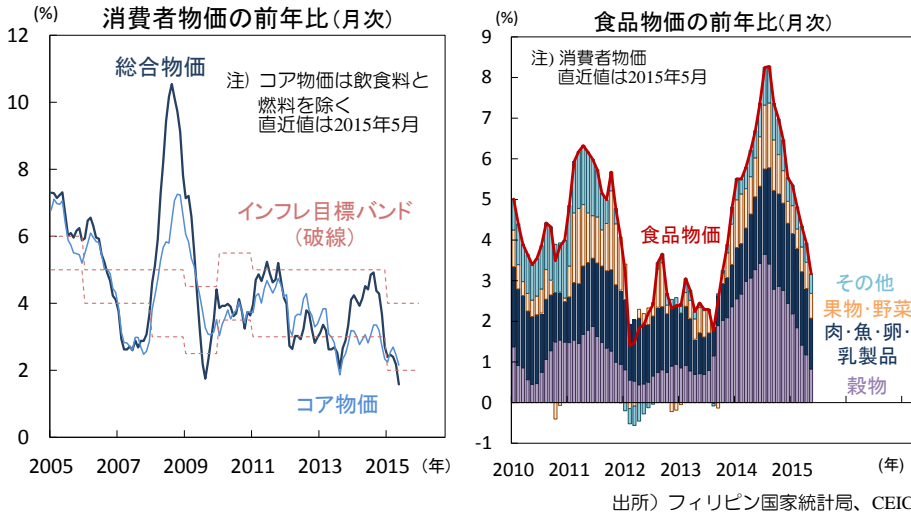 消費者物価の前年比(月次)
(%)
12
10
8
6
4
2
0
総合物価
注) コア物価は飲食料と
燃料を除く
直近値は2015年5月
インフレ目標バンド
(破線)
コア物価
2005
2007
2009
2011
2013
2015
(年)
食品物価の前年比(月次)
(%)
9
8
7
6
5
4
3
2
1
0
-1
注) 消費者物価
直近値は2015年5月
食品物価
その他
果物・野菜
肉・魚・卵・
乳製品
穀物
2010
2011
2012
2013
2014
2015
(年)
出所) フィリピン国家統計局、CEIC